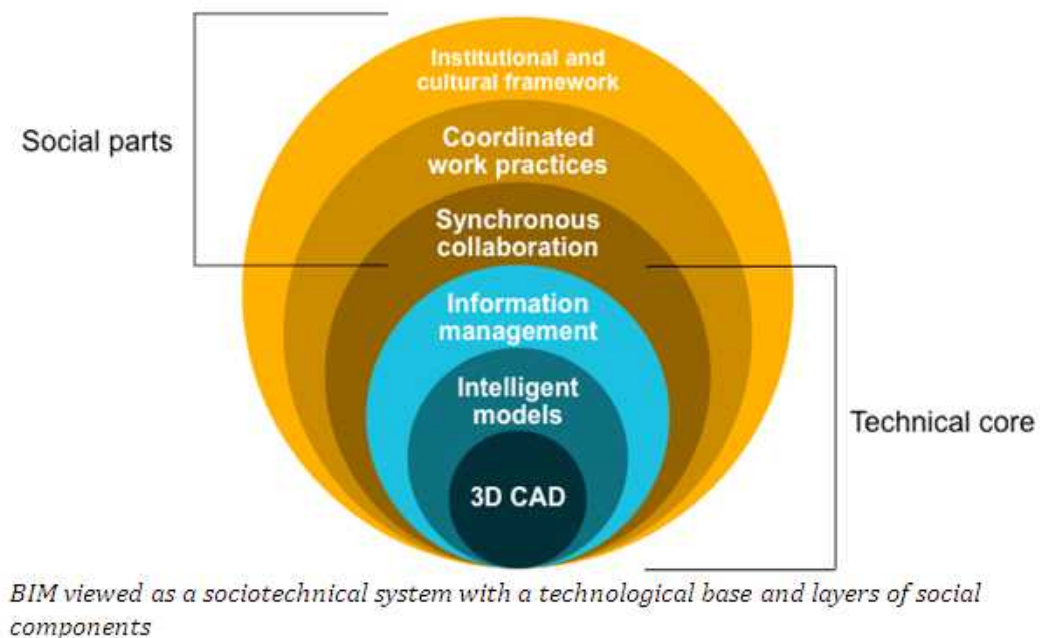 Institutional and
cultural framework
Social parts
Coordinated
work practices
Synchronous
collaboration
Information
management
Intelligent
models
Technical core
3D CAD
BIM viewed as a sociotechnical system with a technological base and layers of social
components